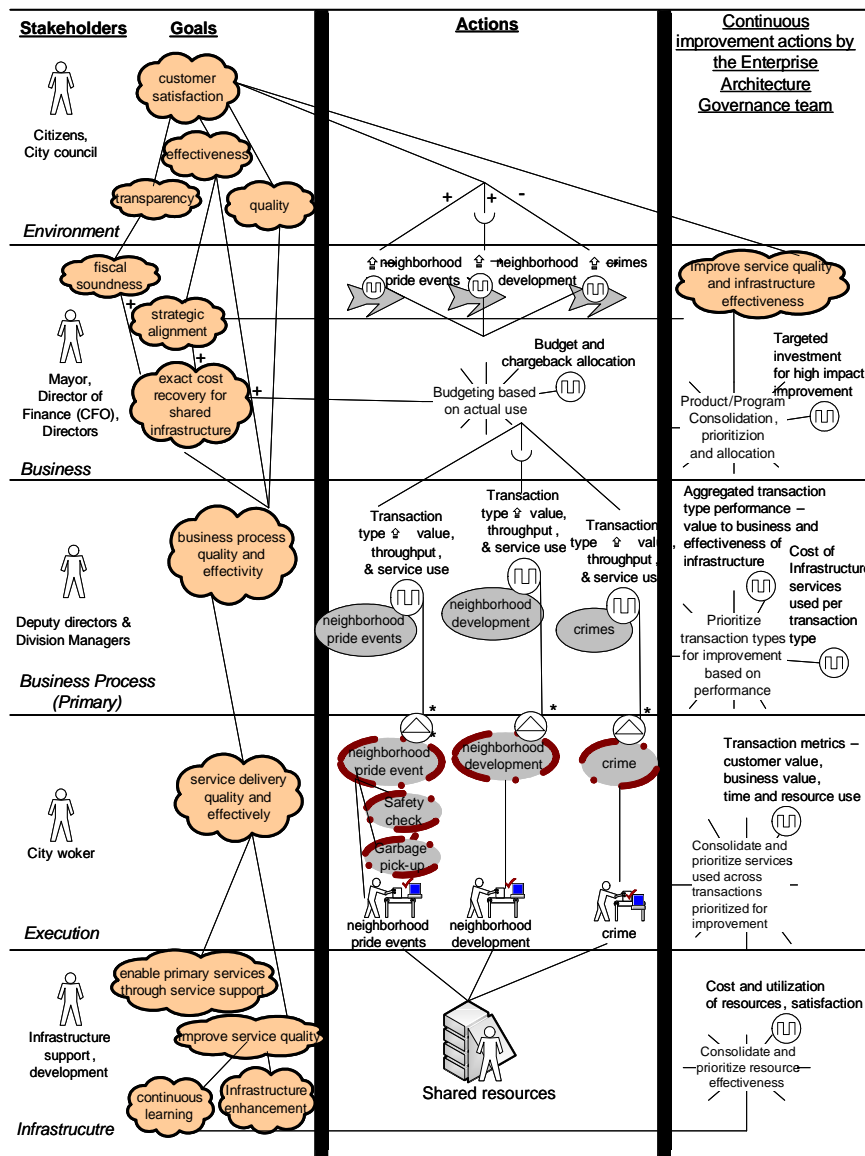 Stakeholders
Goals
Actions
Continuous
improvement actions by
the Enterprise
Architecture
Governance team
customer
satisfaction
Citizens,
City council
effectiveness
transparency
quality
+
+
-
Environment
fiscal
soundness
⇧ neighborhood
pride events
⇧ neighborhood
development
⇧ crimes
improve service quality
and infrastructure
effectiveness
+
strategic
alignment
Mayor,
Director of
Finance (CFO),
Directors
+
exact cost
recovery for
shared
infrastructure
+
Budget and
chargeback allocation
Budgeting based
on actual use
Targeted
investment
for high impact
improvement
Product/Program
Consolidation,
prioritizion
and allocation
Business
business process
quality and
effectivity
Transaction
type ⇧ value,
throughput,
& service use
Transaction
type ⇧ value,
throughput,
& service use
Transaction
type ⇧ value,
throughput,
& service use
Aggregated transaction
type performance –
value to business and
effectiveness of
infrastructure
Cost of
Infrastructure
services
used per
transaction
type
Deputy directors &
Division Managers
neighborhood
pride events
neighborhood
development
crimes
Prioritize
transaction types
for improvement
based on
performance
Business Process
(Primary)
*
*
*
*
service delivery
quality and
effectively
neighborhood
pride event
neighborhood
development
crime
Safety
check
Garbage
pick-up
Transaction metrics –
customer value,
business value,
time and resource use
City woker
Consolidate and
prioritize services
used across
transactions
prioritized for
improvement
neighborhood
pride events
neighborhood
development
crime
Execution
enable primary services
through service support
Infrastructure
support,
development
improve service quality
continuous
learning
Infrastructure
enhancement
Shared resources
Cost and utilization
of resources, satisfaction
Consolidate and
prioritize resource
effectiveness
Infrastrucutre